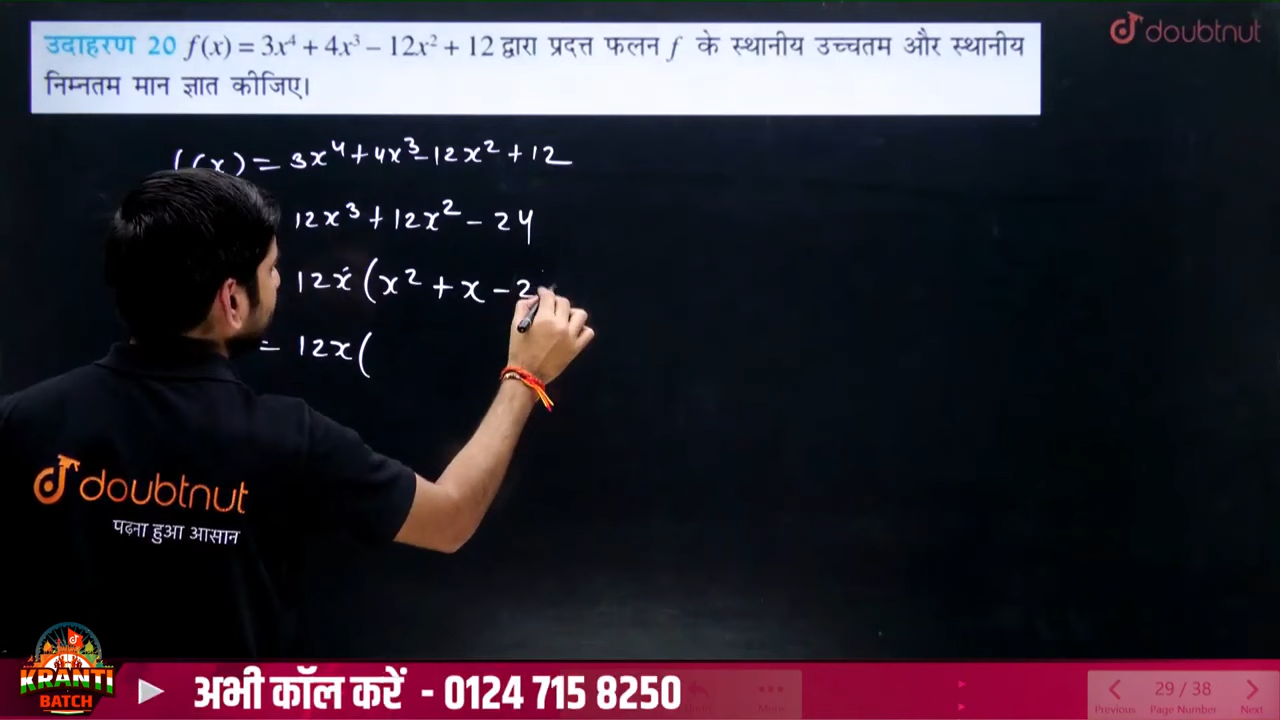 उदाहरण 20 f(x) = 3x⁴ + 4x³ – 12x² + 12 द्वारा प्रदत्त फलन f के स्थानीय उच्चतम और स्थानीय
निम्नतम मान ज्ञात कीजिए।
doubtnut
(x) = 3x⁴ + 4x³ - 12x² + 12
12x³ + 12x² - 24
12x (x² + x - 2
= 12x (
doubtnut
पढ़ना हुआ आसान
KRANTI
BATCH
अभी कॉल करें - 0124 715 8250
29 / 38
Previous Page Number Next
More